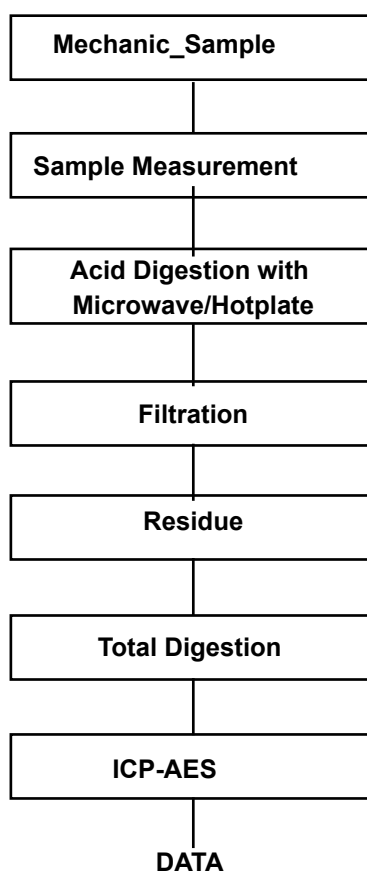 Mechanic_Sample
Sample Measurement
Acid Digestion with
Microwave/Hotplate
Filtration
Residue
Total Digestion
ICP-AES
DATA